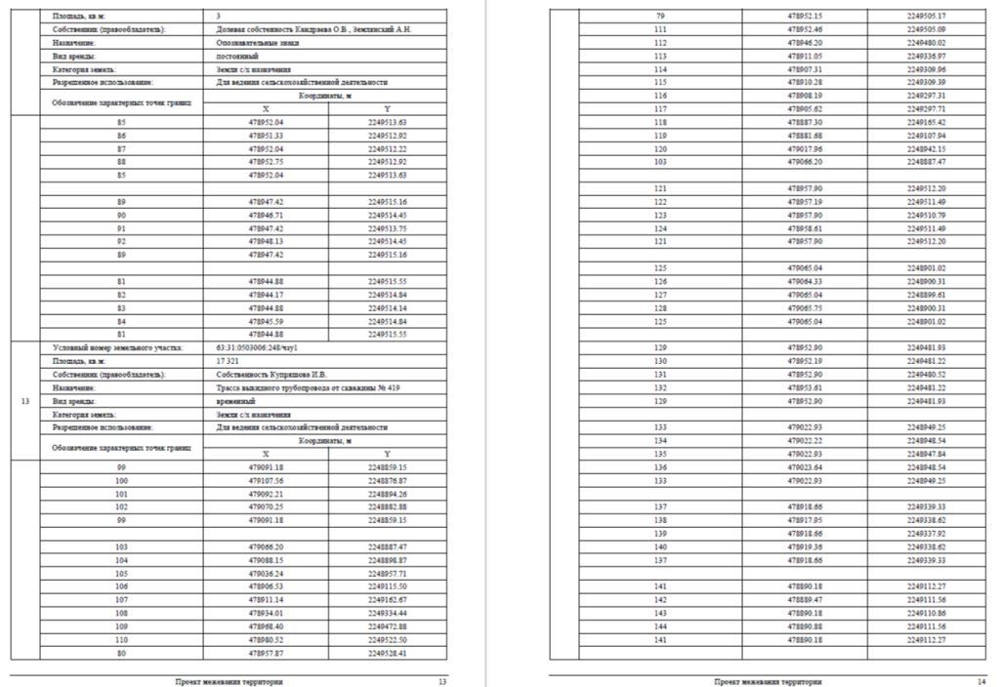 Площадь, кв.м: 3
Собственник (правообладатель): Долевая собстенность Кандраева О.В., Землянский А.Н.
Назначение: Опознавательные знаки
Вид аренды: постоянный
Категория земель: Земли с/х назначения
Разрешенное использование: Для ведения сельскохозяйственной деятельности
Обозначение характерных точек границ Координаты, м
X Y
85 478952.04 2249513.63
86 478951.33 2249512.92
87 478952.04 2249512.22
88 478952.75 2249512.92
85 478952.04 2249513.63
89 478947.42 2249515.16
90 478946.71 2249514.45
91 478947.42 2249513.75
92 478948.13 2249514.45
89 478947.42 2249515.16
81 478944.88 2249515.55
82 478944.17 2249514.84
83 478944.88 2249514.14
84 478945.59 2249514.84
81 478944.88 2249515.55
13
Условный номер земельного участка: 63:31:0503006:248/чзу1
Площадь, кв.м: 17 321
Собственник (правообладатель): Собственность Купряшова И.В.
Назначение: Трасса выкидного трубопровода от скважины № 419
Вид аренды: временный
Категория земель: Земли с/х назначения
Разрешенное использование: Для ведения сельскохозяйственной деятельности
Обозначение характерных точек границ Координаты, м
X Y
99 479091.18 2248859.15
100 479107.56 2248876.87
101 479092.21 2248894.26
102 479070.25 2248882.88
99 479091.18 2248859.15
103 479066.20 2248887.47
104 479088.15 2248898.87
105 479036.24 2248957.71
106 478906.53 2249115.50
107 478911.14 2249162.67
108 478934.01 2249334.44
109 478968.40 2249472.88
110 478980.52 2249522.50
80 478957.87 2249528.41
Проект межевания территории 13
79 478952.15 2249505.17
111 478952.46 2249505.09
112 478946.20 2249480.02
113 478911.05 2249336.97
114 478907.31 2249309.96
115 478910.28 2249309.39
116 478908.19 2249297.31
117 478905.62 2249297.71
118 478887.30 2249165.42
119 478881.68 2249107.94
120 479017.96 2248942.15
103 479066.20 2248887.47
121 478957.90 2249512.20
122 478957.19 2249511.49
123 478957.90 2249510.79
124 478958.61 2249511.49
121 478957.90 2249512.20
125 479065.04 2248901.02
126 479064.33 2248900.31
127 479065.04 2248899.61
128 479065.75 2248900.31
125 479065.04 2248901.02
129 478952.90 2249481.93
130 478952.19 2249481.22
131 478952.90 2249480.52
132 478953.61 2249481.22
129 478952.90 2249481.93
133 479022.93 2248949.25
134 479022.22 2248948.54
135 479022.93 2248947.84
136 479023.64 2248948.54
133 479022.93 2248949.25
137 478918.66 2249339.33
138 478917.95 2249338.62
139 478918.66 2249337.92
140 478919.36 2249338.62
137 478918.66 2249339.33
141 478890.18 2249112.27
142 478889.47 2249111.56
143 478890.18 2249110.86
144 478890.88 2249111.56
141 478890.18 2249112.27
Проект межевания территории 14